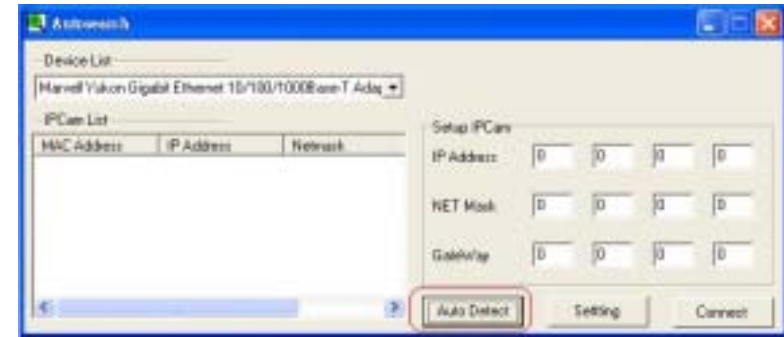 Autosearch
Device List
Marvell Yukon Gigabit Ethernet 10/100/1000Base-T Adap
IPCam List
MAC Address IP Address Netmask
Setup IPCam
IP Address 0 0 0 0
NET Mask 0 0 0 0
GateWay 0 0 0 0
Auto Detect Setting Connect